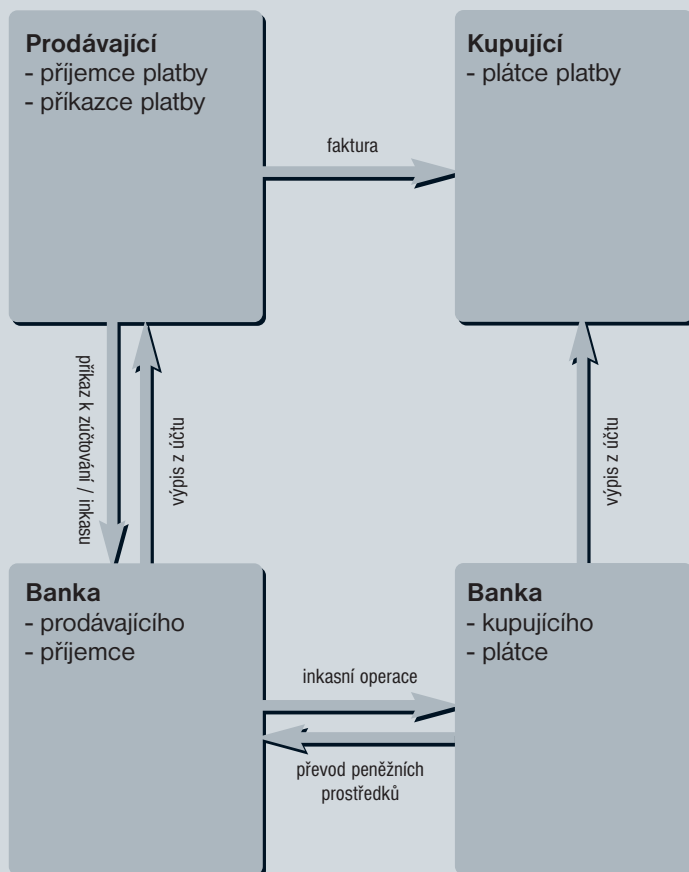 Prodávající
- příjemce platby
- příkazce platby
Kupující
- plátce platby
faktura
příkaz k zúčtování / inkasu
výpis z účtu
výpis z účtu
Banka
- prodávajícího
- příjemce
Banka
- kupujícího
- plátce
inkasní operace
převod peněžních
prostředků